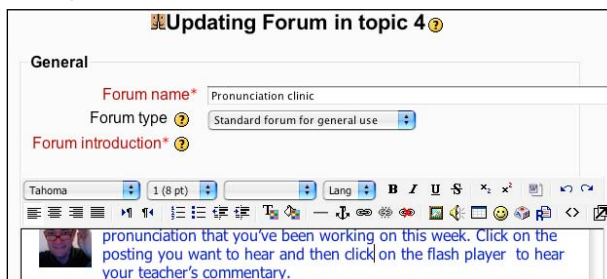 Updating Forum in topic 4
General
Forum name* Pronunciation clinic
Forum type Standard forum for general use
Forum introduction*
Tahoma 1 (8 pt) Lang B I U S x₂ x²
pronunciation that you've been working on this week. Click on the
posting you want to hear and then click on the flash player to hear
your teacher's commentary.